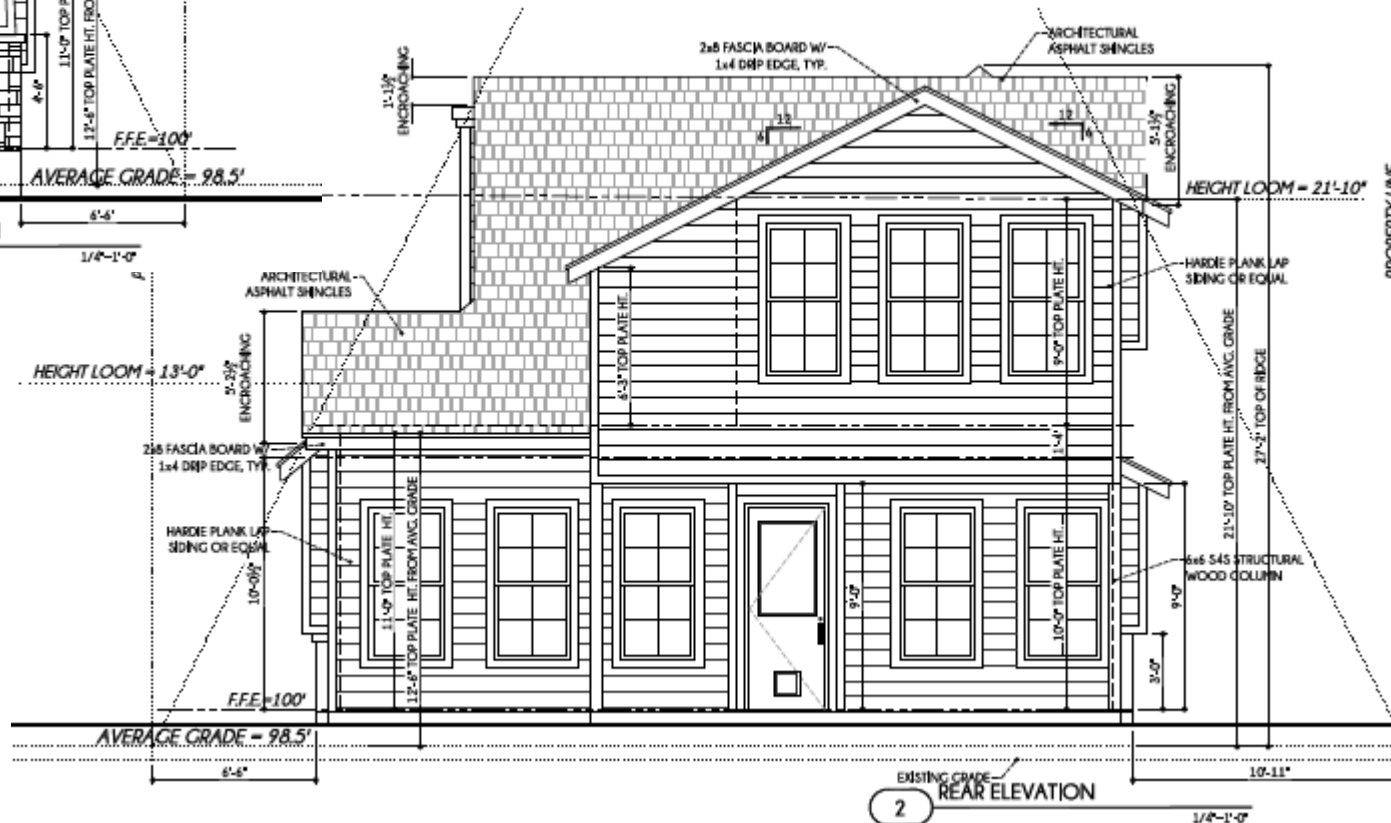 11'-0" TOP P
12'-6" TOP PLATE HT. FRO
4'-6"
F.F.E.=100'
AVERAGE GRADE = 98.5'
6'-6"
1/4"=1'-0"
1'-1½"
ENCROACHING
2x8 FASCIA BOARD W/
1x4 DRIP EDGE, TYP.
ARCHITECTURAL
ASPHALT SHINGLES
12
6
12
6
5'-1½"
ENCROACHING
HEIGHT LOOM = 21'-10"
PROPERTY LINE
ARCHITECTURAL
ASPHALT SHINGLES
HARDIE PLANK LAP
SIDING OR EQUAL
HEIGHT LOOM = 13'-0"
5'-2½"
ENCROACHING
6'-3" TOP PLATE HT.
9'-0" TOP PLATE HT.
21'-10" TOP PLATE HT. FROM AVG. GRADE
27'-2" TOP OF RIDGE
1'-4"
2x8 FASCIA BOARD W/
1x4 DRIP EDGE, TYP.
HARDIE PLANK LAP
SIDING OR EQUAL
10'-0½"
11'-0" TOP PLATE HT.
12'-6" TOP PLATE HT. FROM AVG. GRADE
9'-0"
10'-0" TOP PLATE HT.
6x6 S4S STRUCTURAL
WOOD COLUMN
9'-0"
3'-0"
F.F.E.=100'
AVERAGE GRADE = 98.5'
6'-6"
10'-11"
EXISTING GRADE
2
REAR ELEVATION
1/4"=1'-0"